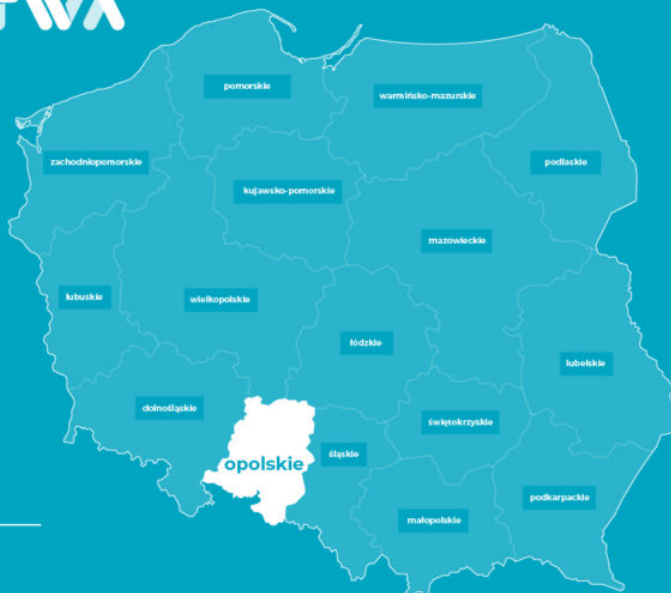 pomorskie
warmińsko-mazurskie
zachodniopomorskie
podlaskie
kujawsko-pomorskie
mazowieckie
lubuskie
wielkopolskie
łódzkie
lubelskie
dolnośląskie
świętokrzyskie
śląskie
opolskie
podkarpackie
małopolskie